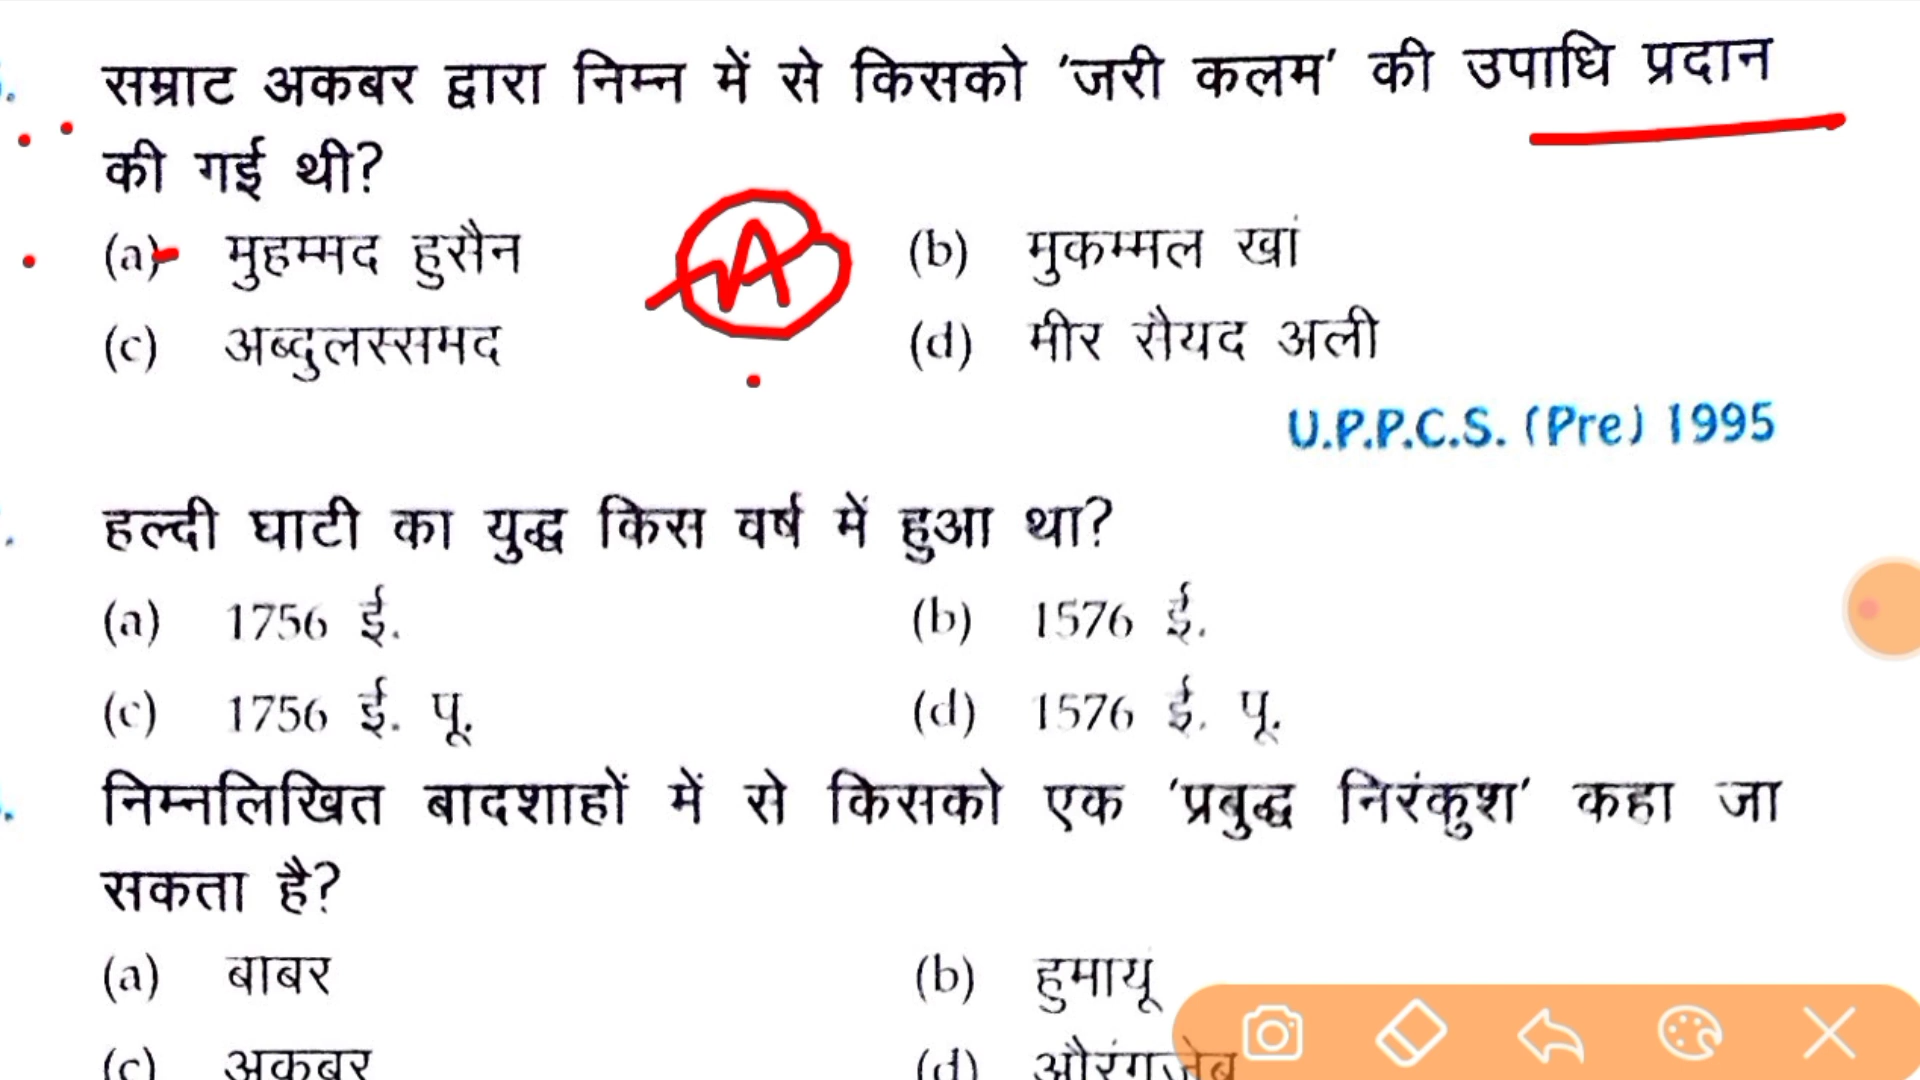 सम्राट अकबर द्वारा निम्न में से किसको 'जरी कलम' की उपाधि प्रदान
की गई थी?
(a) मुहम्मद हुसैन (b) मुकम्मल खां
A
(c) अब्दुलस्समद (d) मीर सैयद अली
U.P.P.C.S. (Pre) 1995
हल्दी घाटी का युद्ध किस वर्ष में हुआ था?
(a) 1756 ई. (b) 1576 ई.
(c) 1756 ई. पू. (d) 1576 ई. पू.
निम्नलिखित बादशाहों में से किसको एक 'प्रबुद्ध निरंकुश' कहा जा
सकता है?
(a) बाबर (b) हुमायू
(c) अकबर (d) औरंगजेब